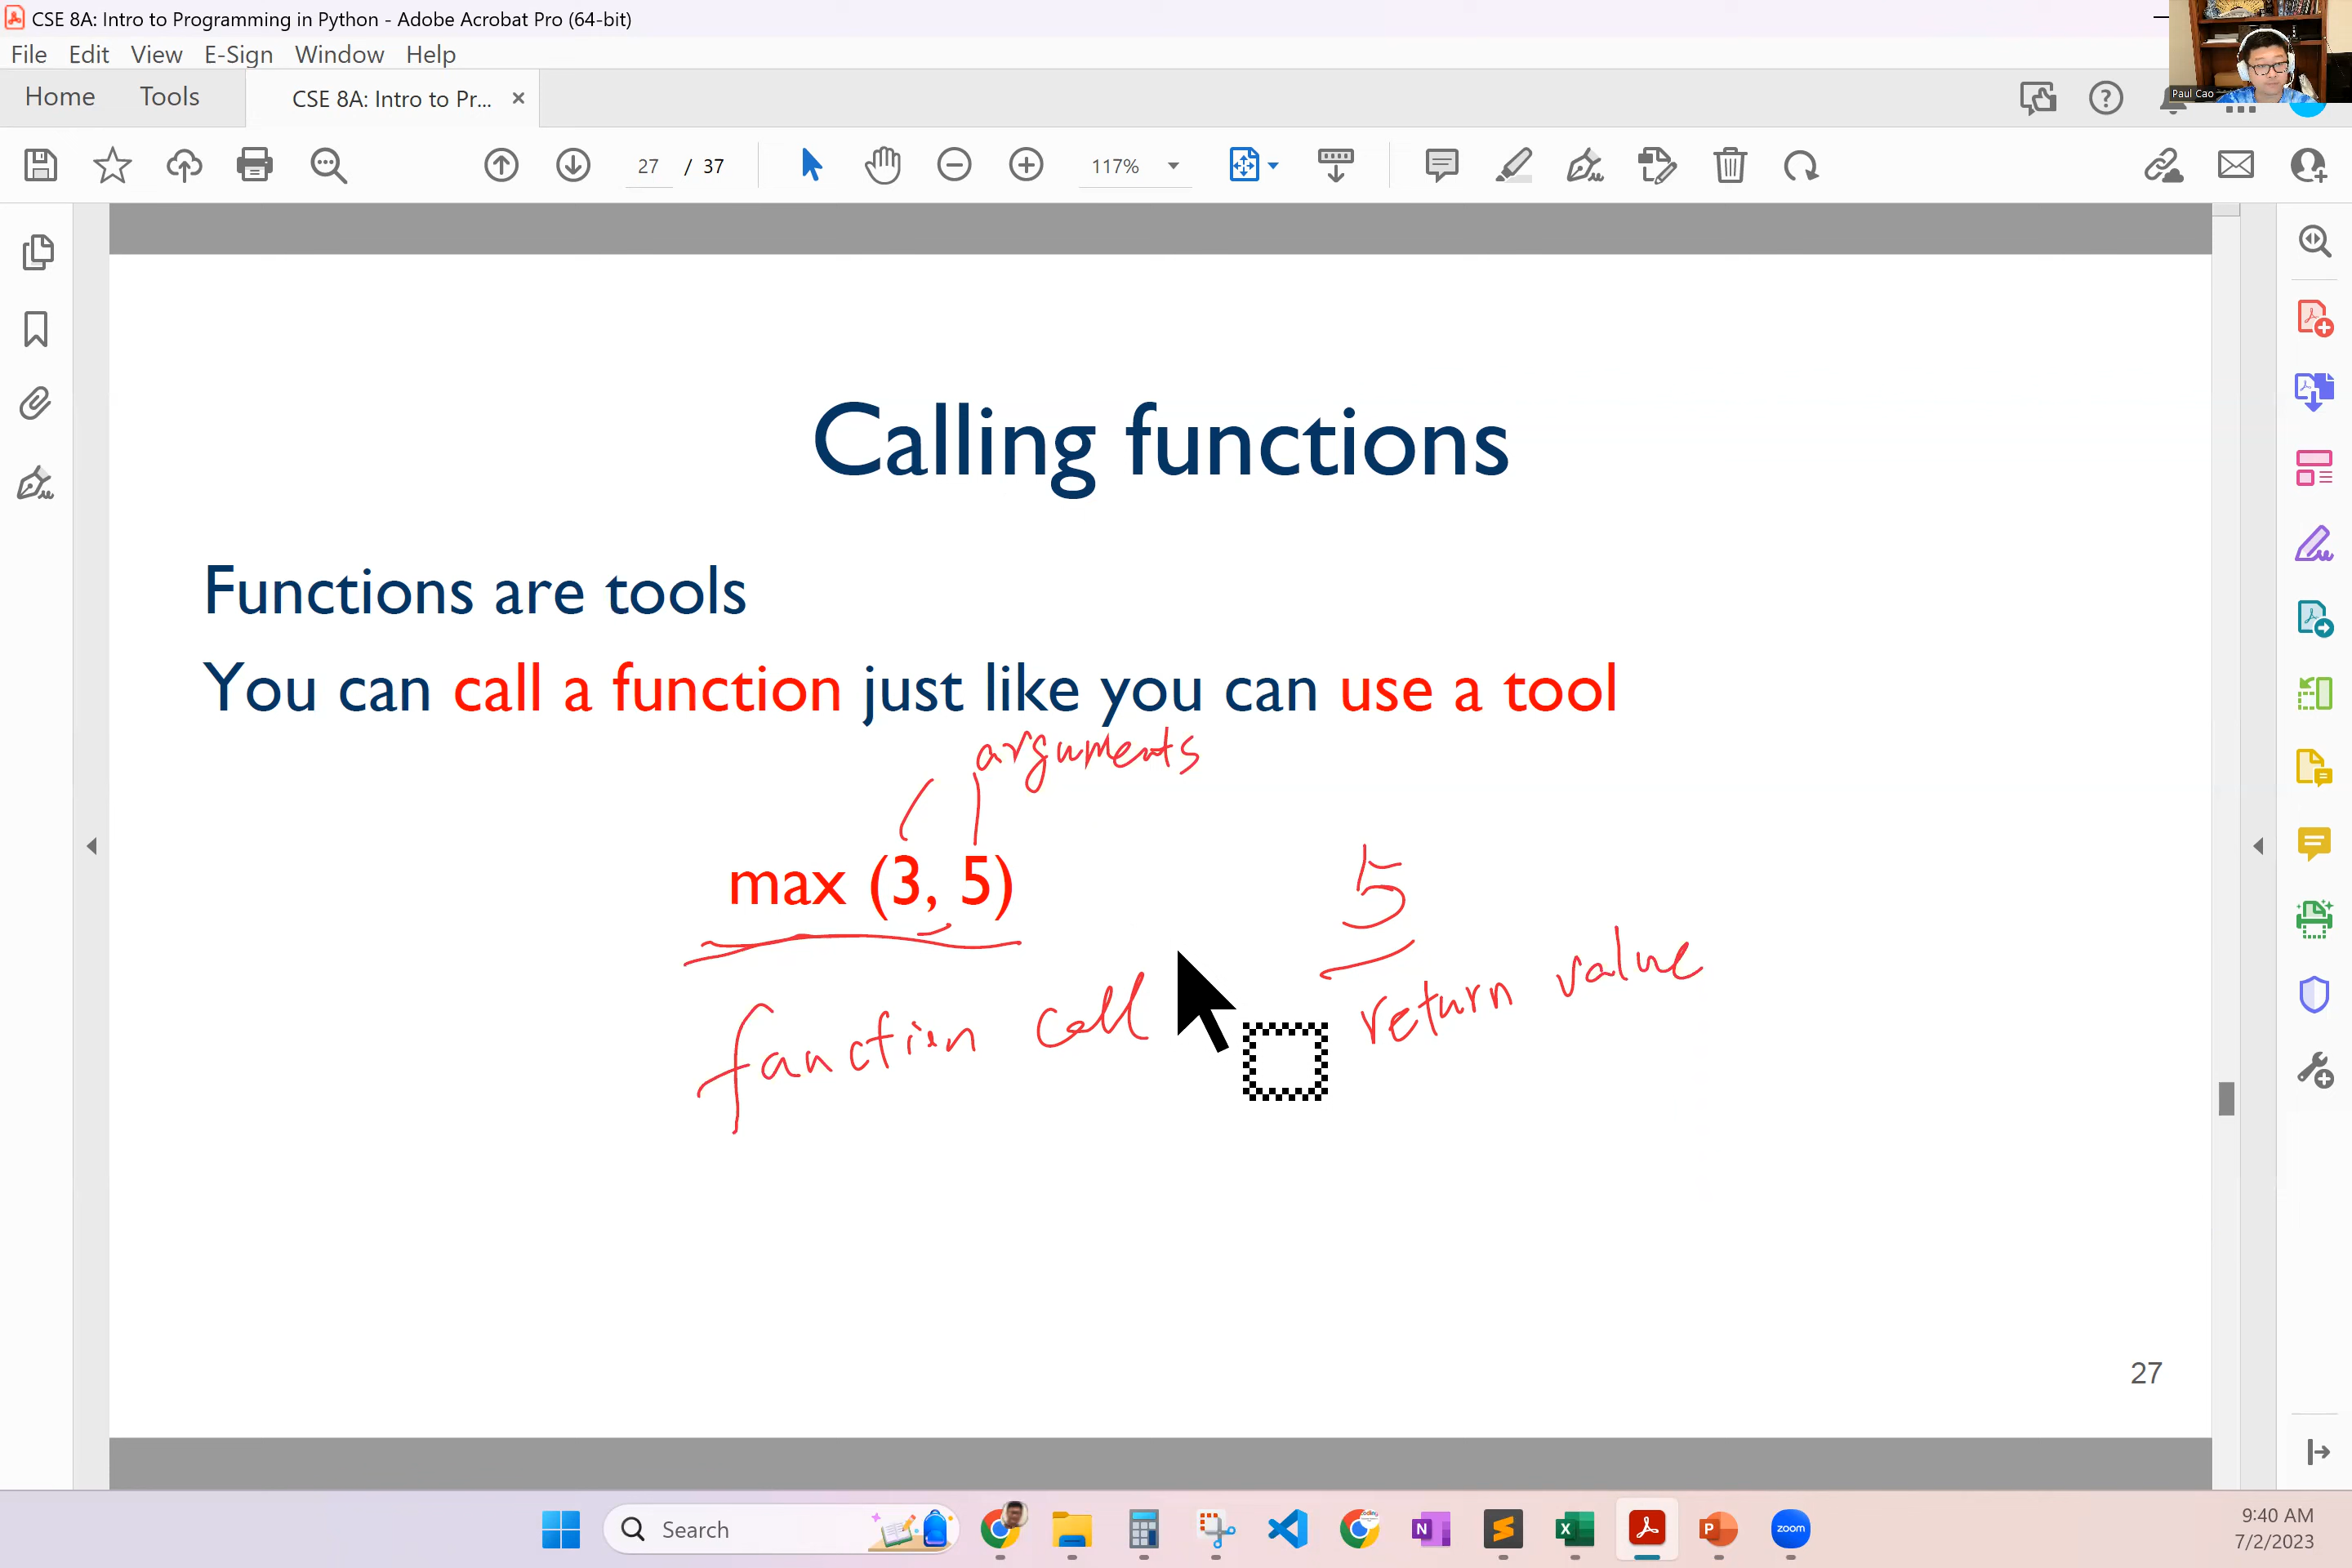 CSE 8A: Intro to Programming in Python - Adobe Acrobat Pro (64-bit)
File Edit View E-Sign Window Help
Home Tools CSE 8A: Intro to Pr... ×
Paul Cao
27 / 37 117%
Calling functions
Functions are tools
You can call a function just like you can use a tool
arguments
max (3, 5)
5
return value
function call
27
Search
zoom
9:40 AM
7/2/2023